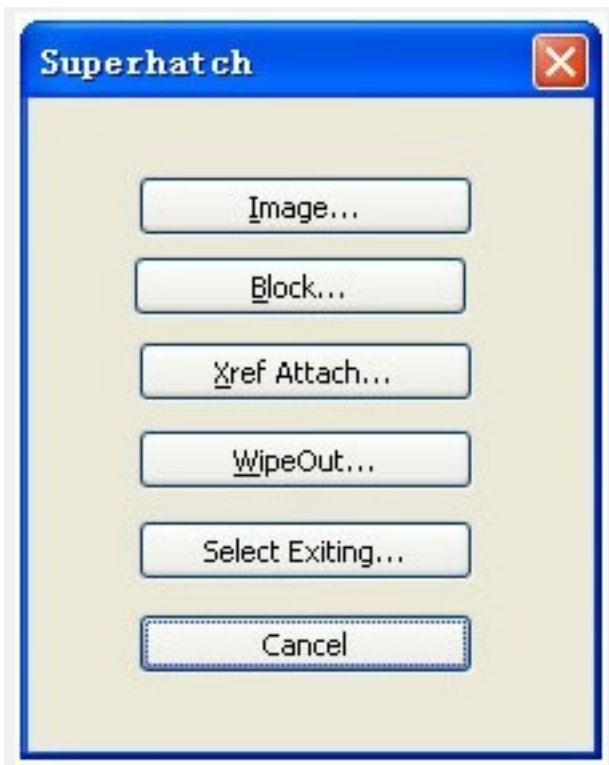 Superhatch
Image...
Block...
Xref Attach...
WipeOut...
Select Exiting...
Cancel